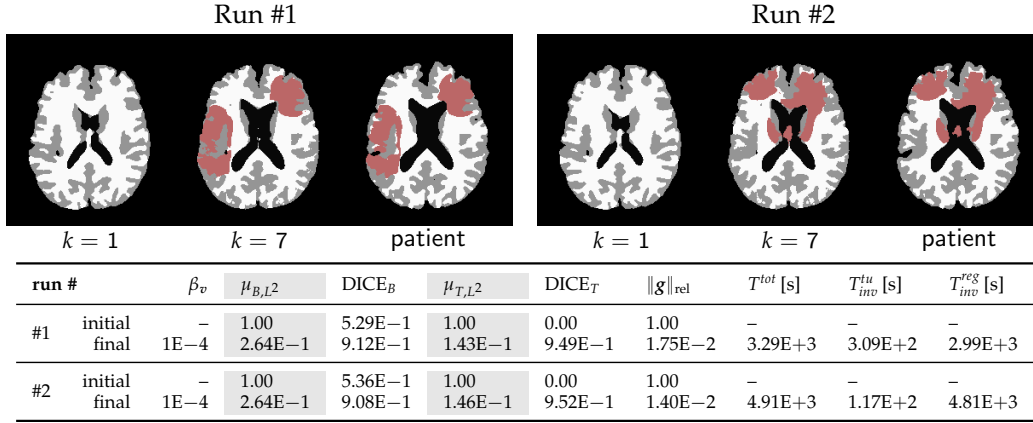 Run #1 Run #2
k = 1 k = 7 patient k = 1 k = 7 patient
run # β_v μ_{B,L²} DICE_B μ_{T,L²} DICE_T ‖g‖_rel T^{tot} [s] T^{tu}_{inv} [s] T^{reg}_{inv} [s]
#1 initial – 1.00 5.29E−1 1.00 0.00 1.00 – – –
final 1E−4 2.64E−1 9.12E−1 1.43E−1 9.49E−1 1.75E−2 3.29E+3 3.09E+2 2.99E+3
#2 initial – 1.00 5.36E−1 1.00 0.00 1.00 – – –
final 1E−4 2.64E−1 9.08E−1 1.46E−1 9.52E−1 1.40E−2 4.91E+3 1.17E+2 4.81E+3